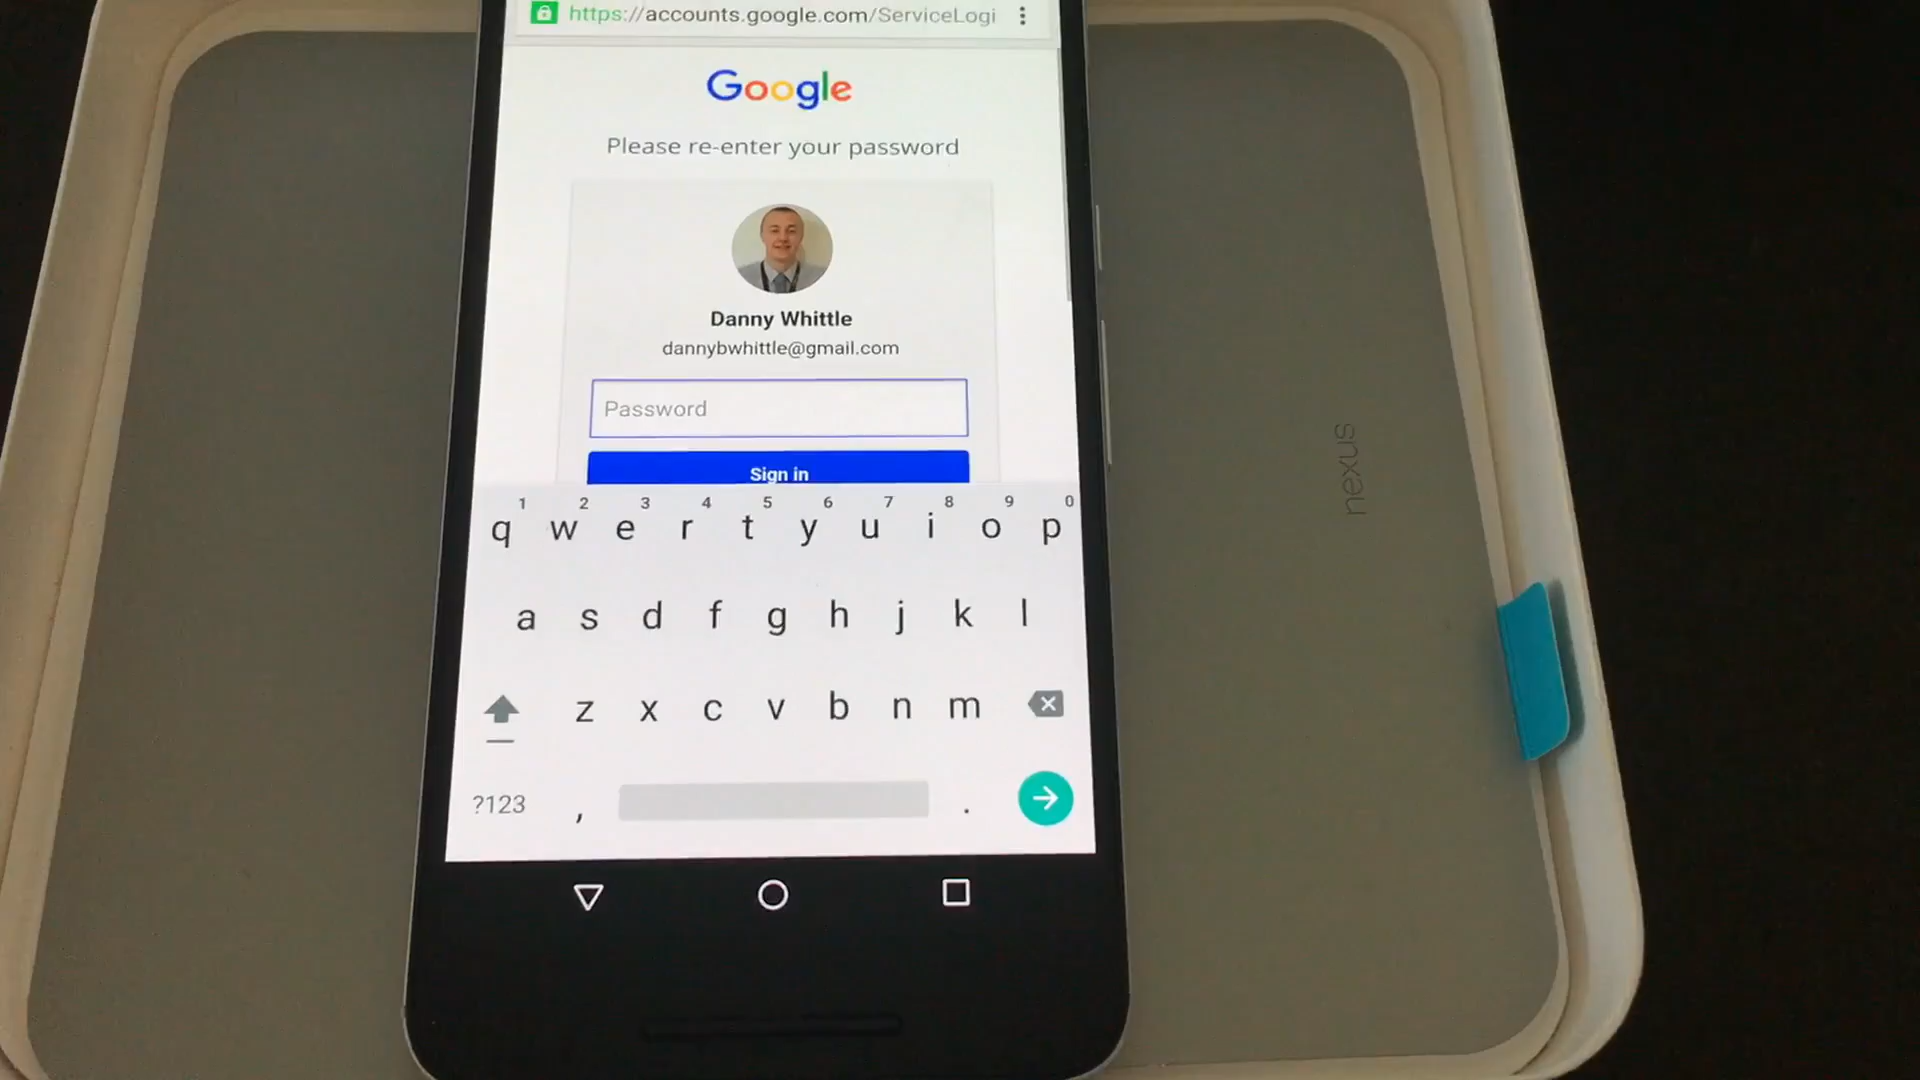 https://accounts.google.com/ServiceLogi
Google
Please re-enter your password
Danny Whittle
dannybwhittle@gmail.com
Password
Sign in
1 2 3 4 5 6 7 8 9 0
q w e r t y u i o p
a s d f g h j k l
z x c v b n m
?123 , .
nexus